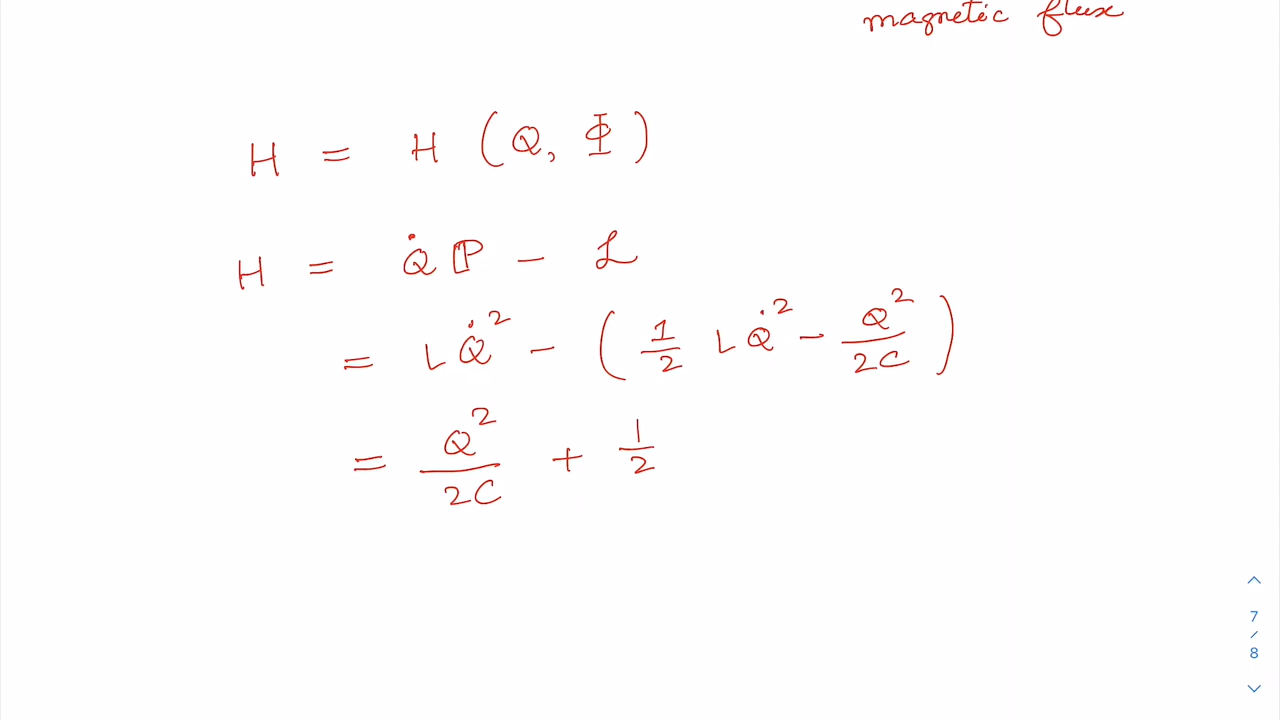 magnetic flux
H = H (Q, Φ)
H = Q̇ ℙ − ℒ
= L Q̇² − ( 1/2 L Q̇² − Q²/2C )
= Q²/2C + 1/2
7
/
8